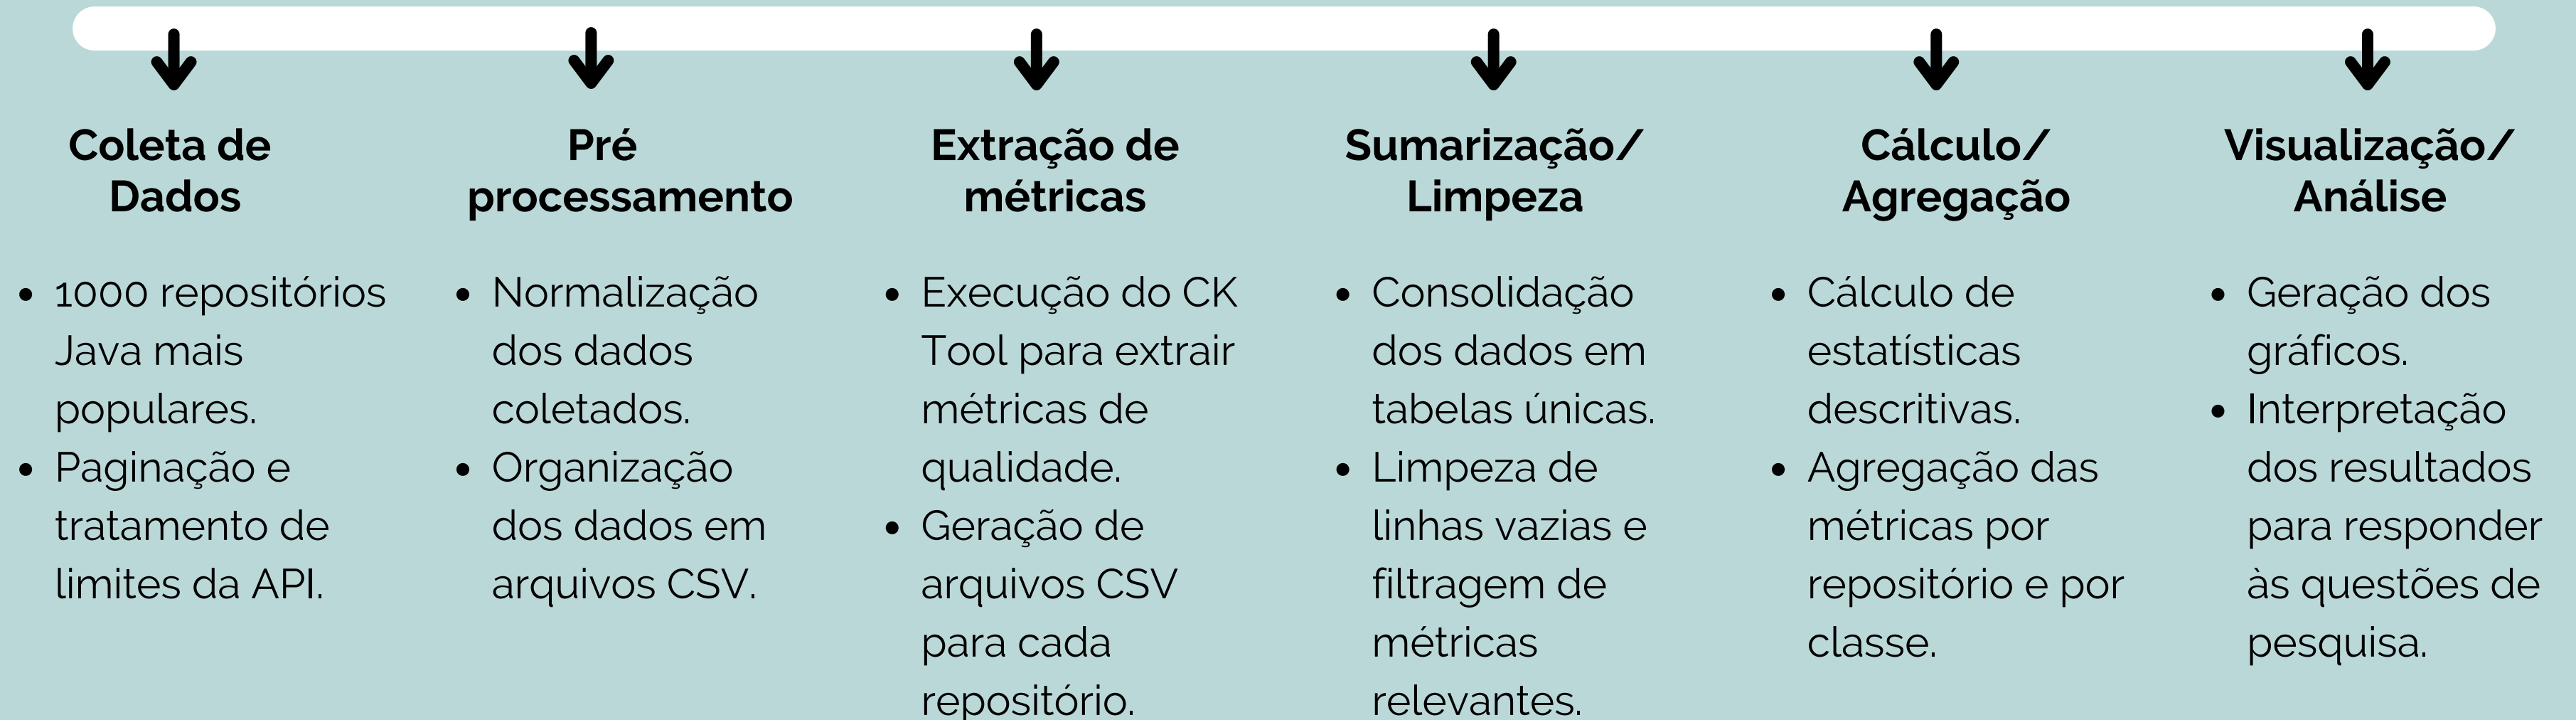 Coleta de
Dados
• 1000 repositórios
Java mais
populares.
• Paginação e
tratamento de
limites da API.
Pré
processamento
• Normalização
dos dados
coletados.
• Organização
dos dados em
arquivos CSV.
Extração de
métricas
• Execução do CK
Tool para extrair
métricas de
qualidade.
• Geração de
arquivos CSV
para cada
repositório.
Sumarização/
Limpeza
• Consolidação
dos dados em
tabelas únicas.
• Limpeza de
linhas vazias e
filtragem de
métricas
relevantes.
Cálculo/
Agregação
• Cálculo de
estatísticas
descritivas.
• Agregação das
métricas por
repositório e por
classe.
Visualização/
Análise
• Geração dos
gráficos.
• Interpretação
dos resultados
para responder
às questões de
pesquisa.